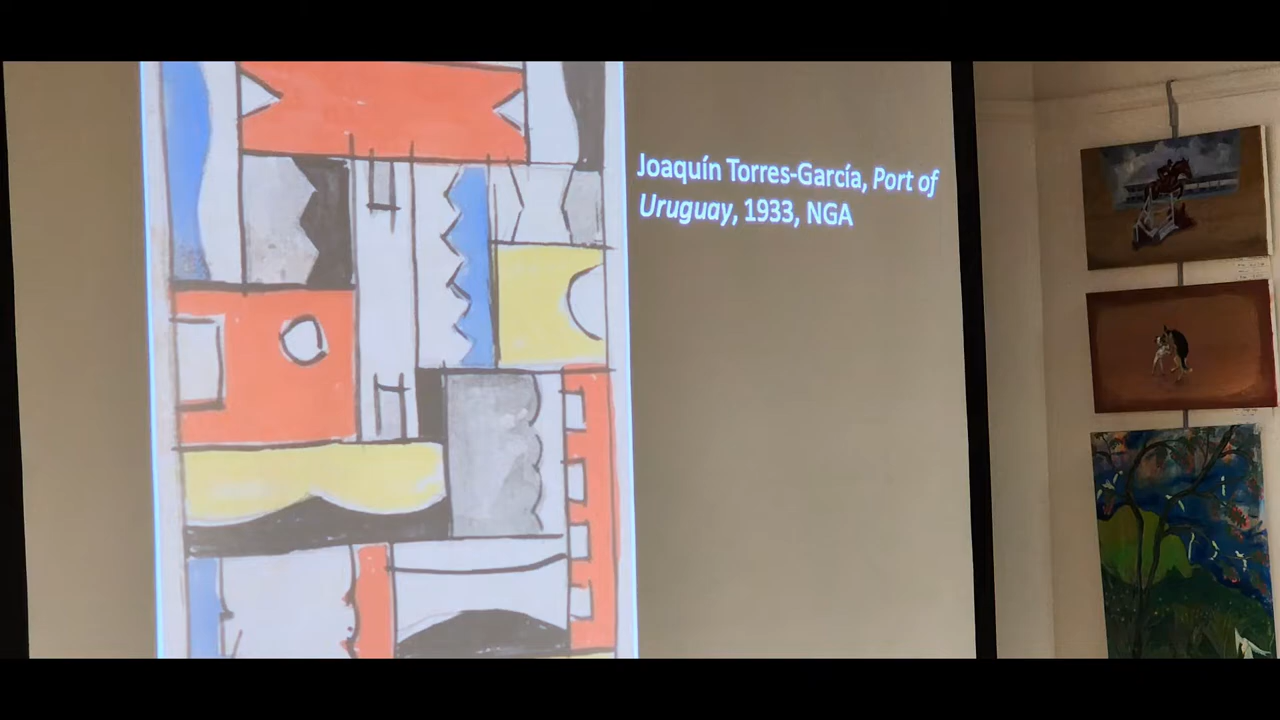 Joaquín Torres-García, Port of
Uruguay, 1933, NGA